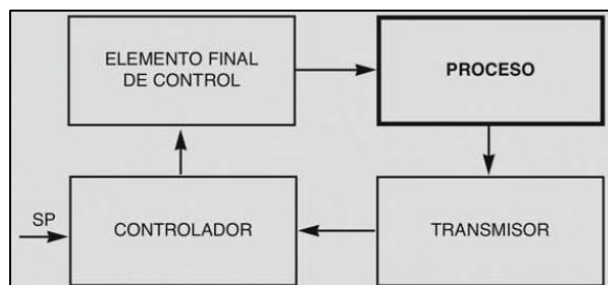 ELEMENTO FINAL
DE CONTROL
PROCESO
SP
CONTROLADOR
TRANSMISOR